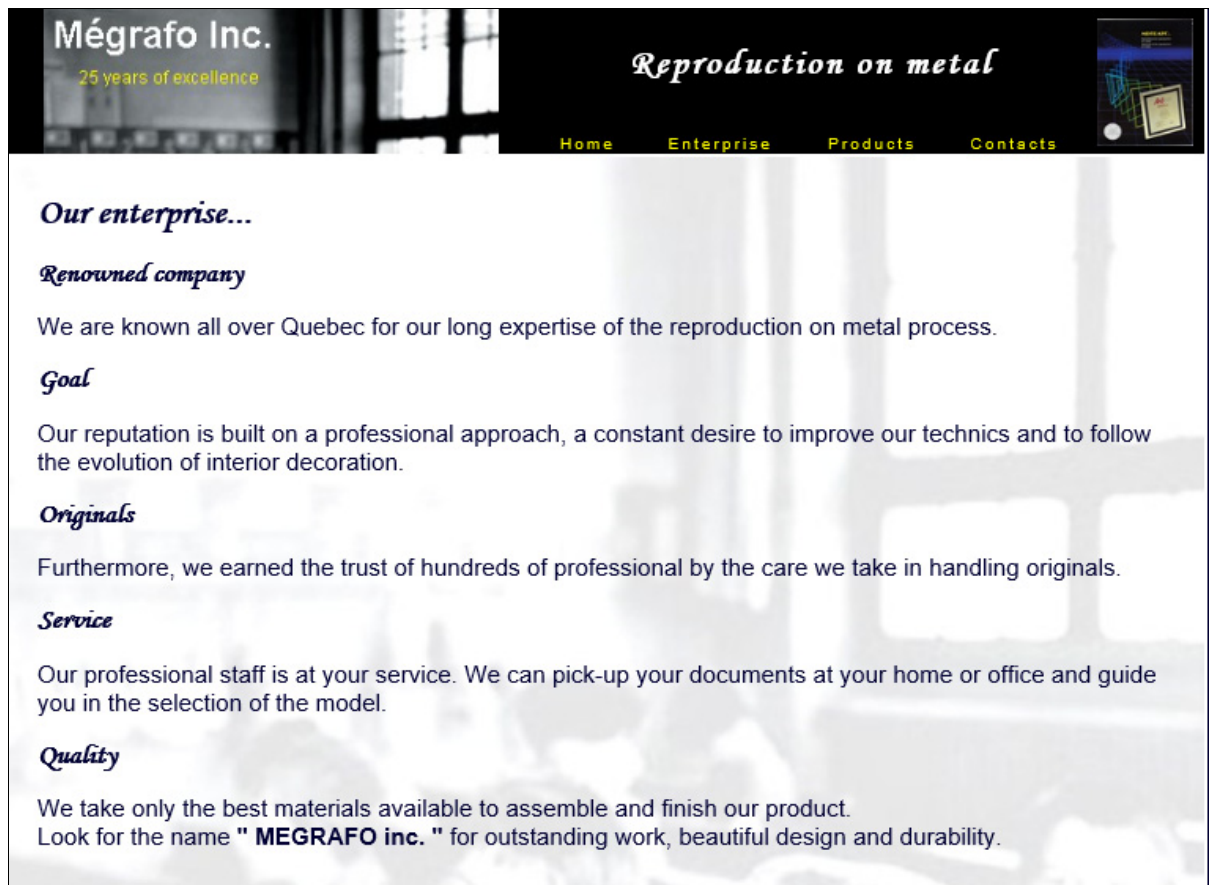 Mégrafo Inc.
25 years of excellence
Reproduction on metal
Home Enterprise Products Contacts
Our enterprise...
Renowned company
We are known all over Quebec for our long expertise of the reproduction on metal process.
Goal
Our reputation is built on a professional approach, a constant desire to improve our technics and to follow
the evolution of interior decoration.
Originals
Furthermore, we earned the trust of hundreds of professional by the care we take in handling originals.
Service
Our professional staff is at your service. We can pick-up your documents at your home or office and guide
you in the selection of the model.
Quality
We take only the best materials available to assemble and finish our product.
Look for the name " MEGRAFO inc. " for outstanding work, beautiful design and durability.